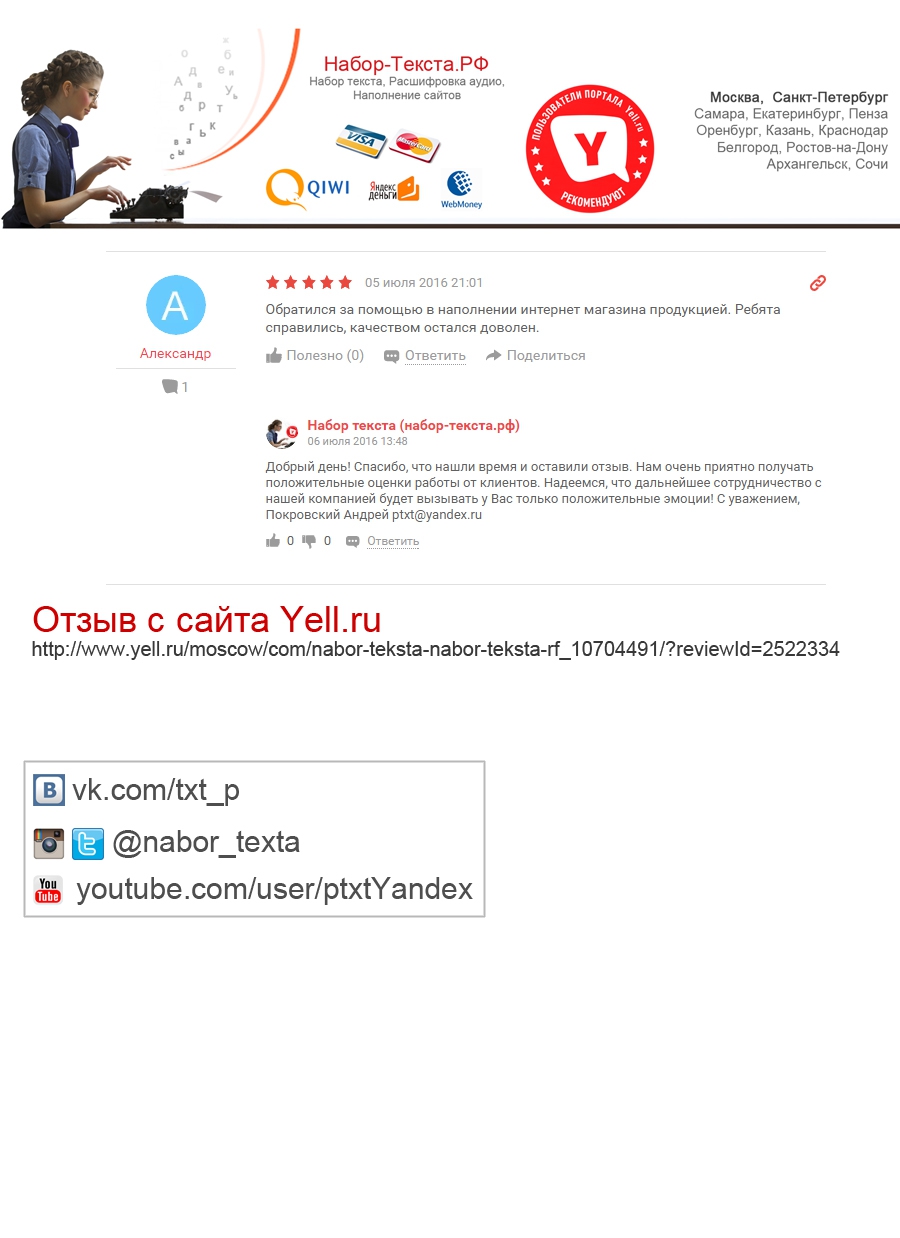 Набор-Текста.РФ
Набор текста, Расшифровка аудио,
Наполнение сайтов
VISA
MasterCard
QIWI
Яндекс
деньги
WebMoney
ПОЛЬЗОВАТЕЛИ ПОРТАЛА Yell.ru
Y
РЕКОМЕНДУЮТ
Москва, Санкт-Петербург
Самара, Екатеринбург, Пенза
Оренбург, Казань, Краснодар
Белгород, Ростов-на-Дону
Архангельск, Сочи
А
Александр
1
05 июля 2016 21:01
Обратился за помощью в наполнении интернет магазина продукцией. Ребята
справились, качеством остался доволен.
Полезно (0) Ответить Поделиться
Набор текста (набор-текста.рф)
06 июля 2016 13:48
Добрый день! Спасибо, что нашли время и оставили отзыв. Нам очень приятно получать
положительные оценки работы от клиентов. Надеемся, что дальнейшее сотрудничество с
нашей компанией будет вызывать у Вас только положительные эмоции! С уважением,
Покровский Андрей ptxt@yandex.ru
0 0 Ответить
Отзыв с сайта Yell.ru
http://www.yell.ru/moscow/com/nabor-teksta-nabor-teksta-rf_10704491/?reviewId=2522334
B vk.com/txt_p
t @nabor_texta
You Tube youtube.com/user/ptxtYandex